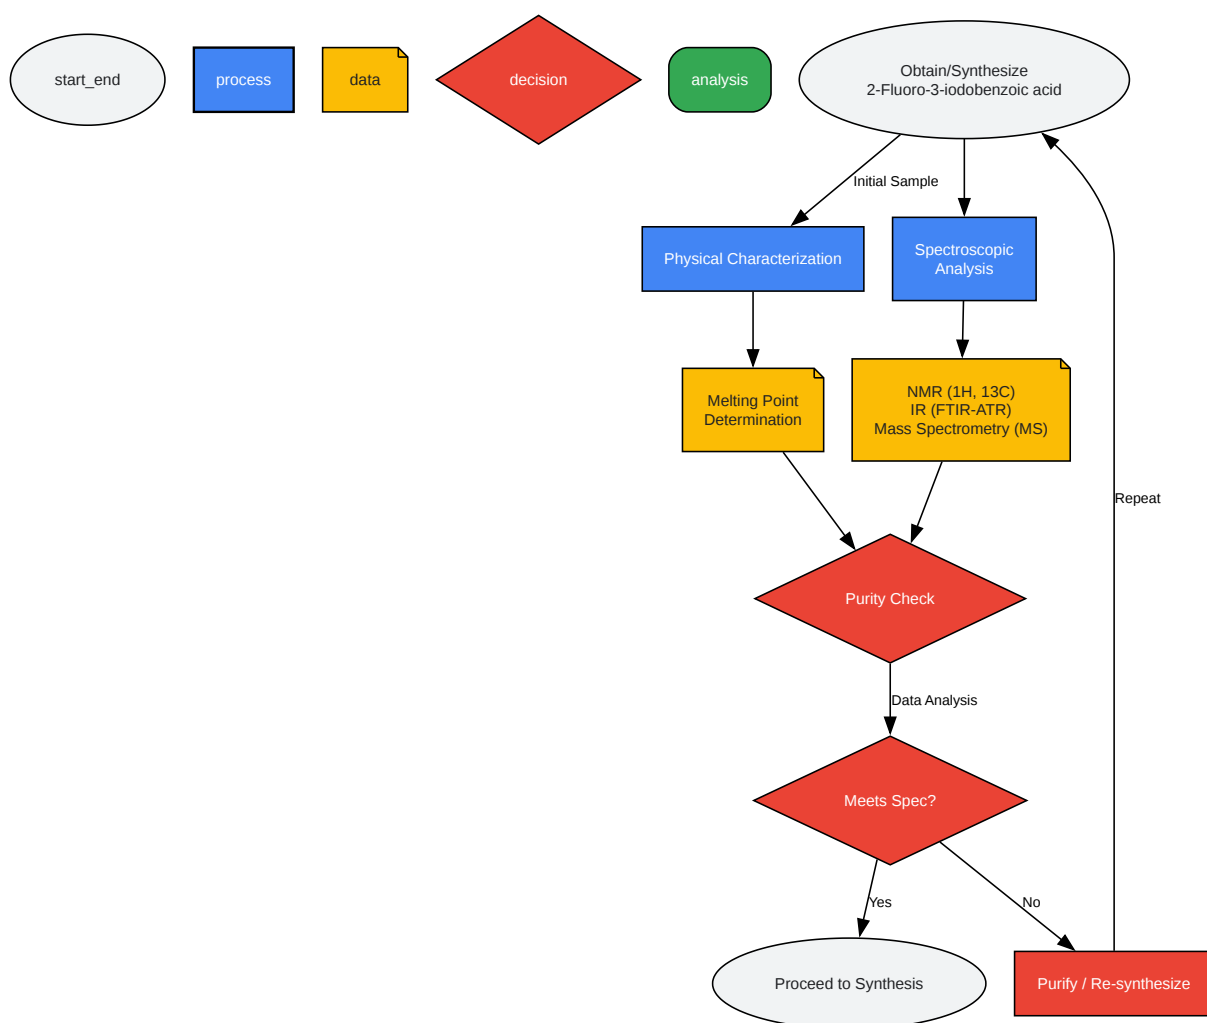 start_end
process
data
decision
analysis
Obtain/Synthesize
2-Fluoro-3-iodobenzoic acid
Initial Sample
Physical Characterization
Spectroscopic
Analysis
Melting Point
Determination
NMR (1H, 13C)
IR (FTIR-ATR)
Mass Spectrometry (MS)
Repeat
Purity Check
Data Analysis
Meets Spec?
Yes
No
Proceed to Synthesis
Purify / Re-synthesize